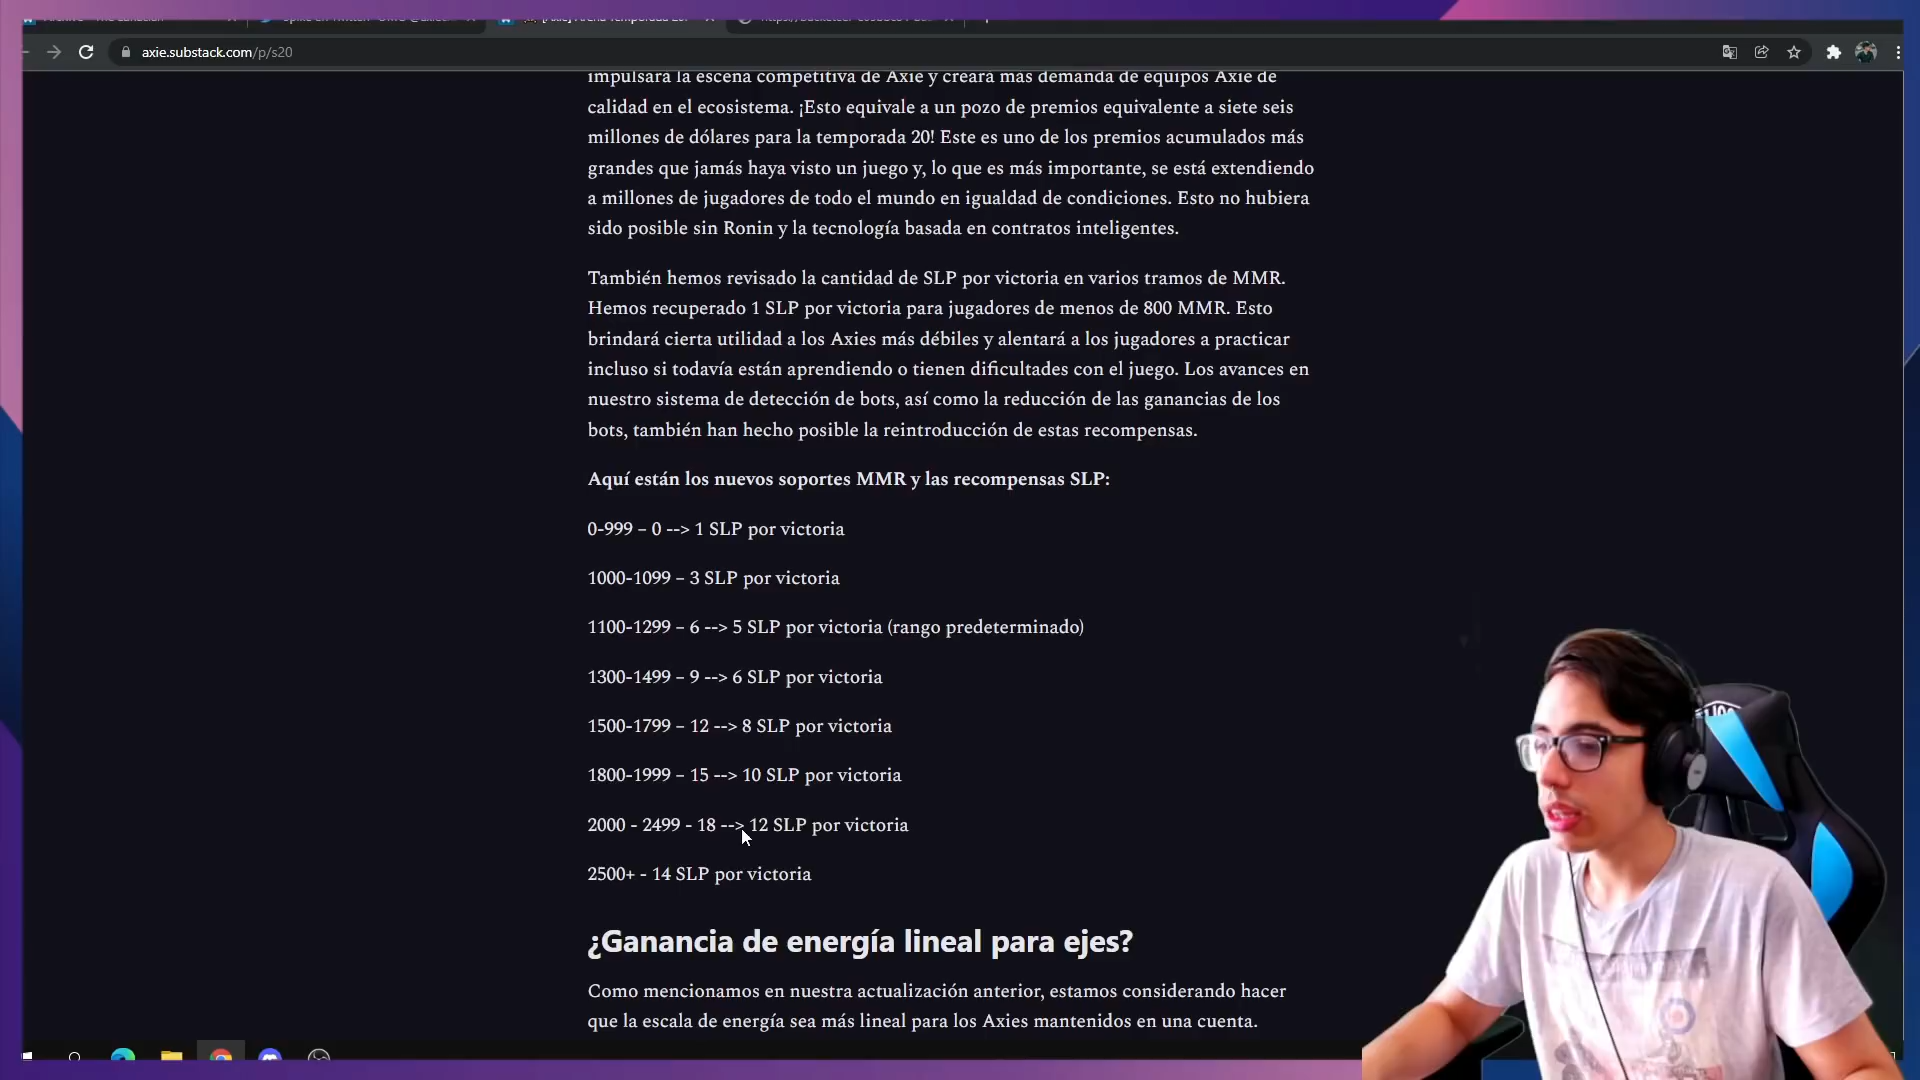 axie.substack.com/p/s20
impulsará la escena competitiva de Axie y creará más demanda de equipos Axie de
calidad en el ecosistema. ¡Esto equivale a un pozo de premios equivalente a siete seis
millones de dólares para la temporada 20! Este es uno de los premios acumulados más
grandes que jamás haya visto un juego y, lo que es más importante, se está extendiendo
a millones de jugadores de todo el mundo en igualdad de condiciones. Esto no hubiera
sido posible sin Ronin y la tecnología basada en contratos inteligentes.
También hemos revisado la cantidad de SLP por victoria en varios tramos de MMR.
Hemos recuperado 1 SLP por victoria para jugadores de menos de 800 MMR. Esto
brindará cierta utilidad a los Axies más débiles y alentará a los jugadores a practicar
incluso si todavía están aprendiendo o tienen dificultades con el juego. Los avances en
nuestro sistema de detección de bots, así como la reducción de las ganancias de los
bots, también han hecho posible la reintroducción de estas recompensas.
Aquí están los nuevos soportes MMR y las recompensas SLP:
0-999 – 0 --> 1 SLP por victoria
1000-1099 – 3 SLP por victoria
1100-1299 – 6 --> 5 SLP por victoria (rango predeterminado)
1300-1499 – 9 --> 6 SLP por victoria
1500-1799 – 12 --> 8 SLP por victoria
1800-1999 – 15 --> 10 SLP por victoria
2000 - 2499 - 18 --> 12 SLP por victoria
2500+ - 14 SLP por victoria
¿Ganancia de energía lineal para ejes?
Como mencionamos en nuestra actualización anterior, estamos considerando hacer
que la escala de energía sea más lineal para los Axies mantenidos en una cuenta.